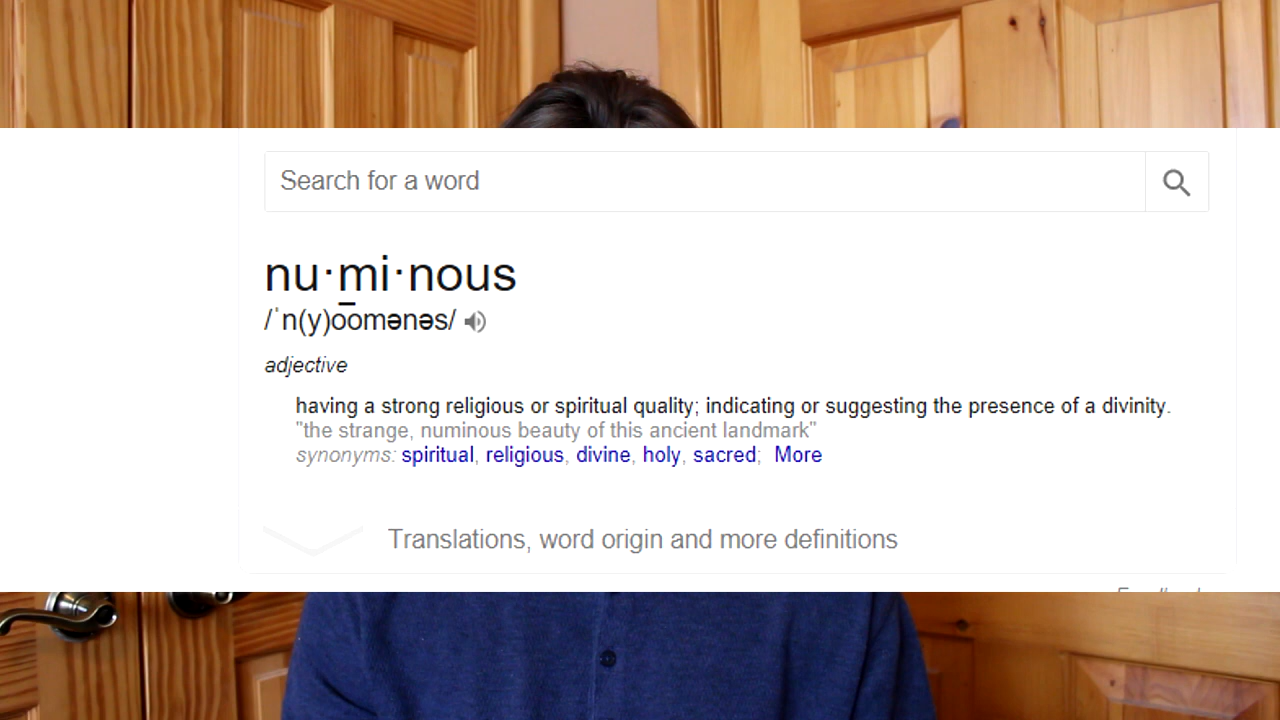 Search for a word
nu·mi·nous
/ˈn(y)o͞omənəs/
adjective
having a strong religious or spiritual quality; indicating or suggesting the presence of a divinity.
"the strange, numinous beauty of this ancient landmark"
synonyms: spiritual, religious, divine, holy, sacred; More
Translations, word origin and more definitions